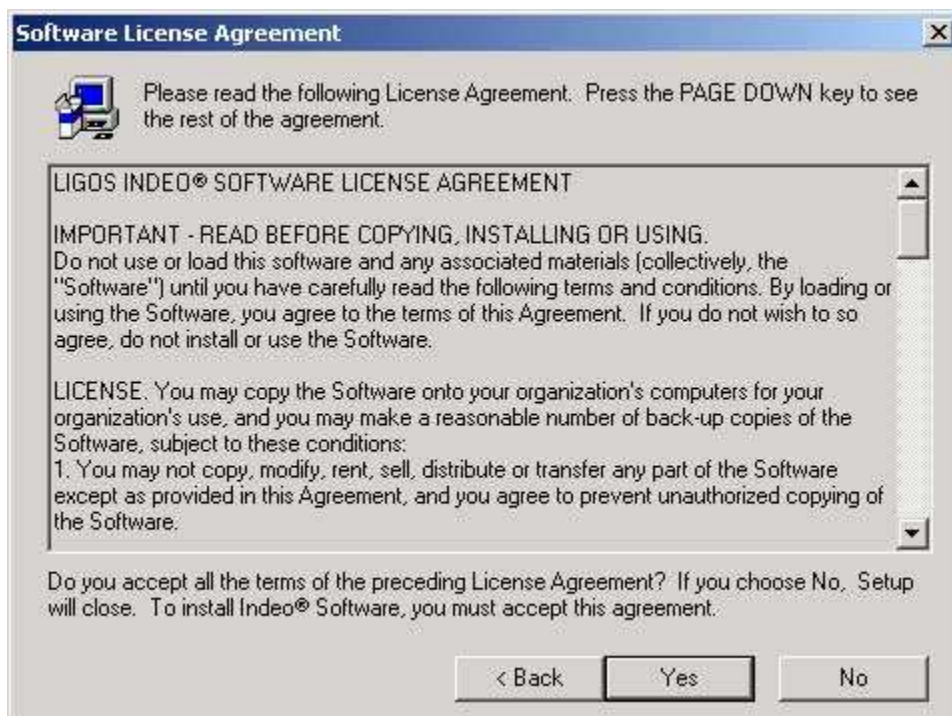 Software License Agreement
Please read the following License Agreement.  Press the PAGE DOWN key to see
the rest of the agreement.
LIGOS INDEO® SOFTWARE LICENSE AGREEMENT
IMPORTANT - READ BEFORE COPYING, INSTALLING OR USING.
Do not use or load this software and any associated materials (collectively, the
"Software") until you have carefully read the following terms and conditions. By loading or
using the Software, you agree to the terms of this Agreement.  If you do not wish to so
agree, do not install or use the Software.
LICENSE. You may copy the Software onto your organization's computers for your
organization's use, and you may make a reasonable number of back-up copies of the
Software, subject to these conditions:
1. You may not copy, modify, rent, sell, distribute or transfer any part of the Software
except as provided in this Agreement, and you agree to prevent unauthorized copying of
the Software.
Do you accept all the terms of the preceding License Agreement?  If you choose No,  Setup
will close.  To install Indeo® Software, you must accept this agreement.
< Back
Yes
No